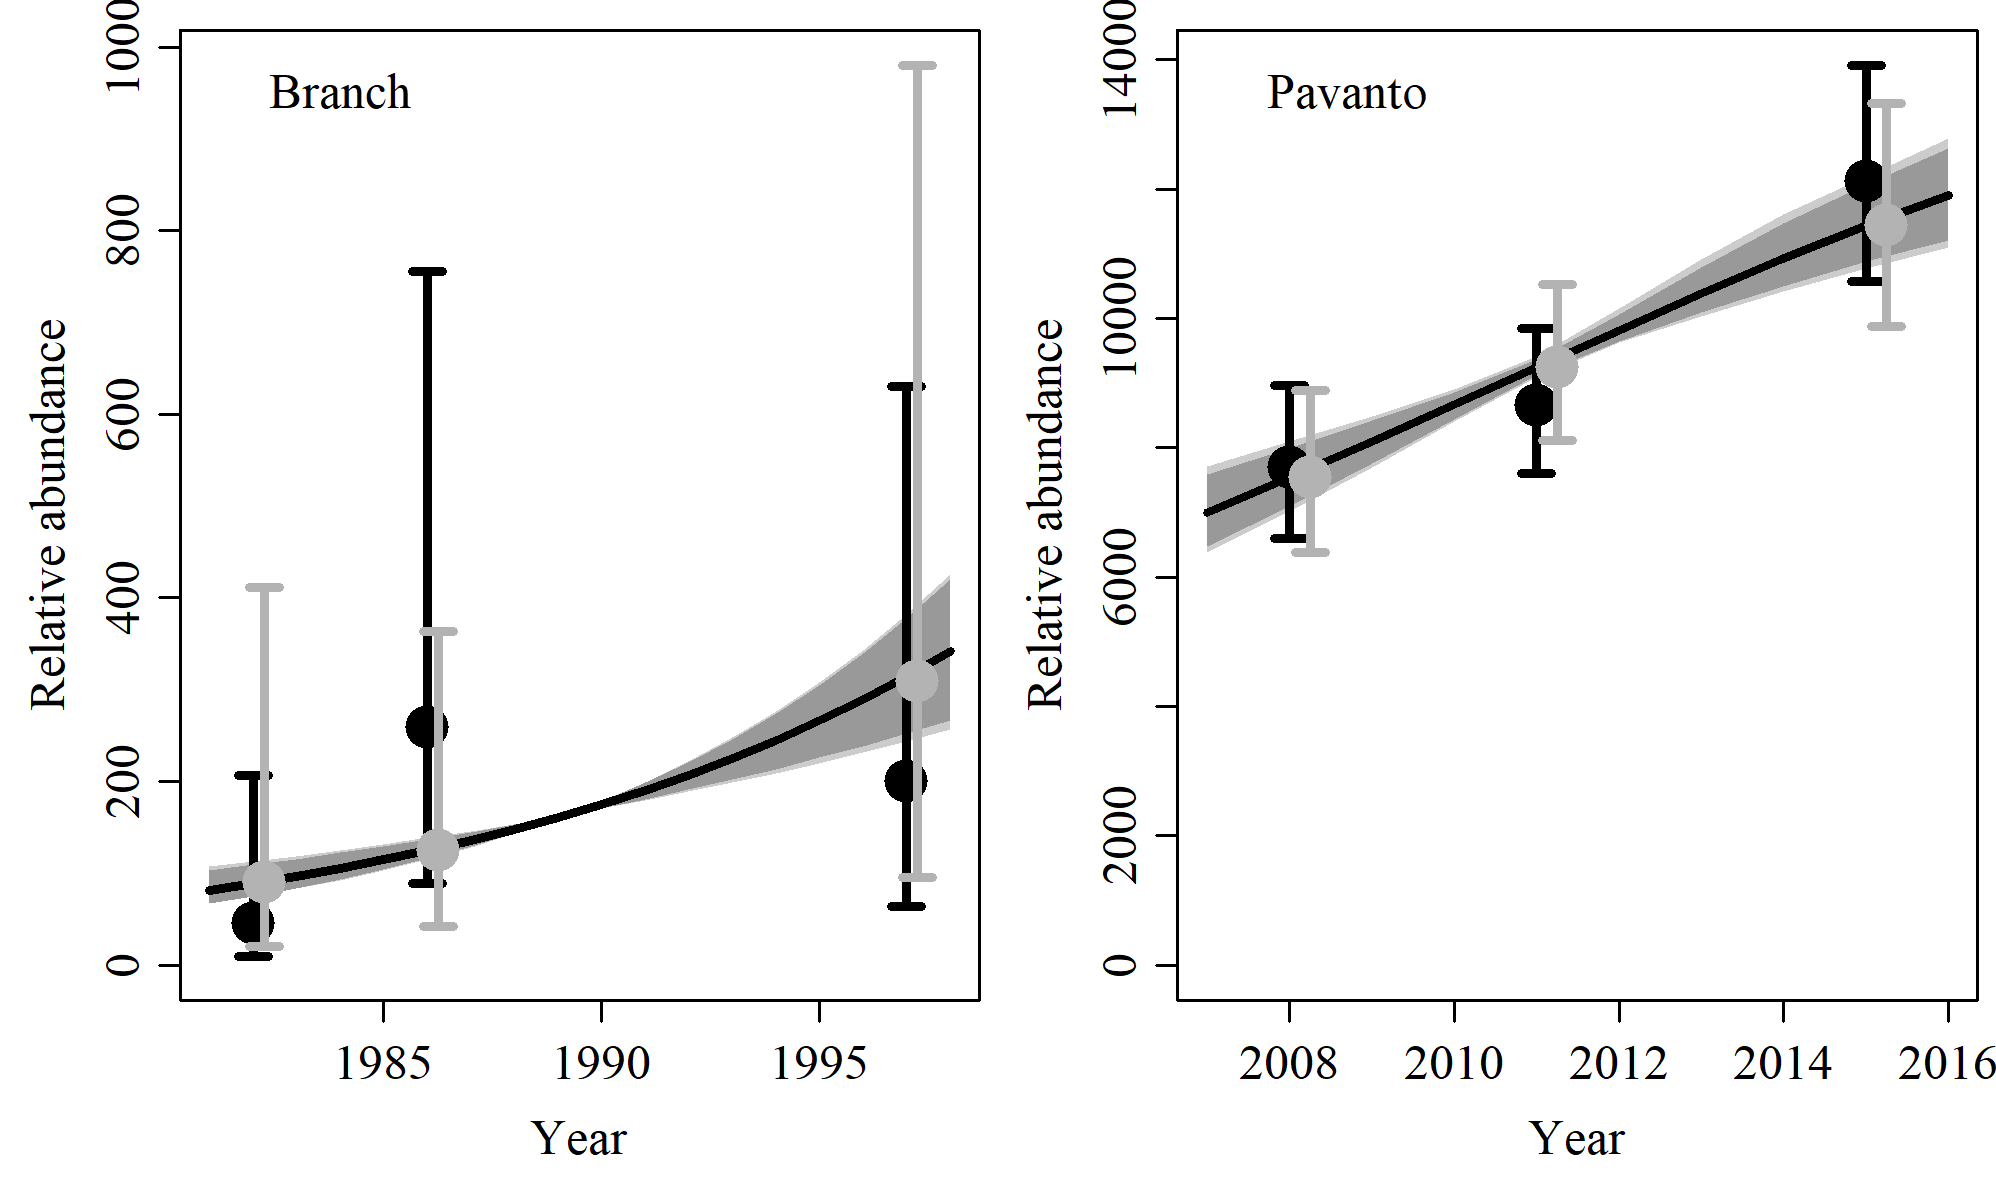 Branch
Relative abundance
1000
800
600
400
200
0
1985 1990 1995
Year
Pavanto
Relative abundance
14000
10000
6000
2000
0
2008 2010 2012 2014 2016
Year